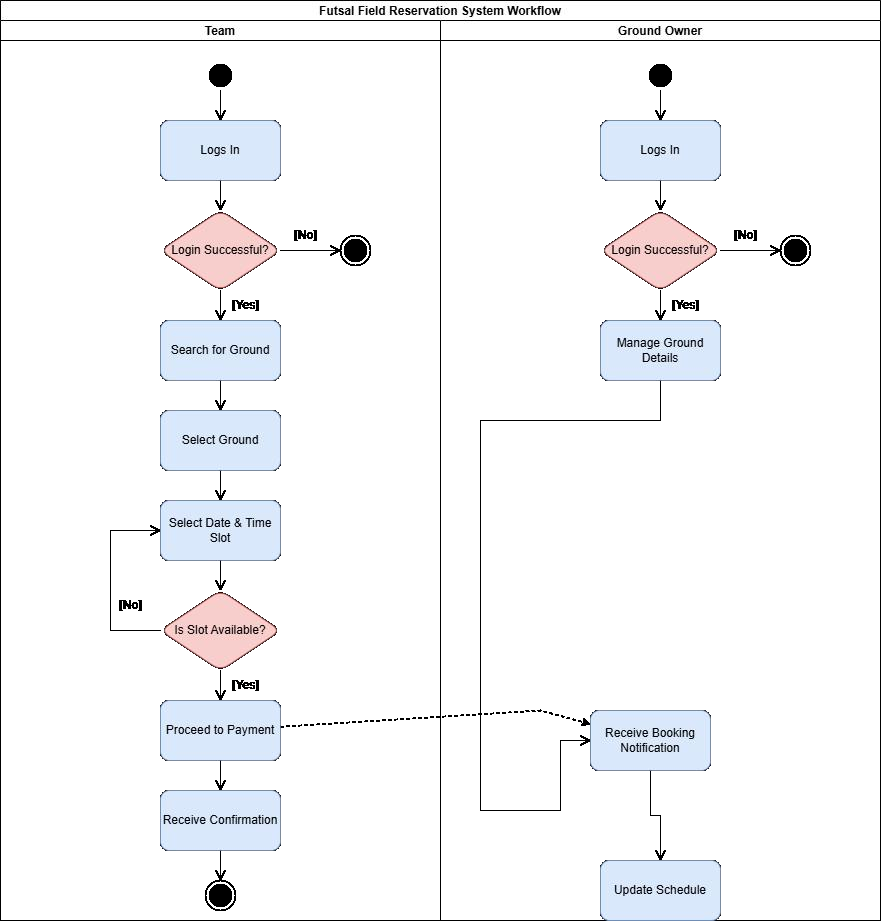 Futsal Field Reservation System Workflow
Team
Ground Owner
Logs In
Login Successful?
[No]
[Yes]
Search for Ground
Select Ground
Select Date & Time
Slot
[No]
Is Slot Available?
[Yes]
Proceed to Payment
Receive Confirmation
Logs In
Login Successful?
[No]
[Yes]
Manage Ground
Details
Receive Booking
Notification
Update Schedule